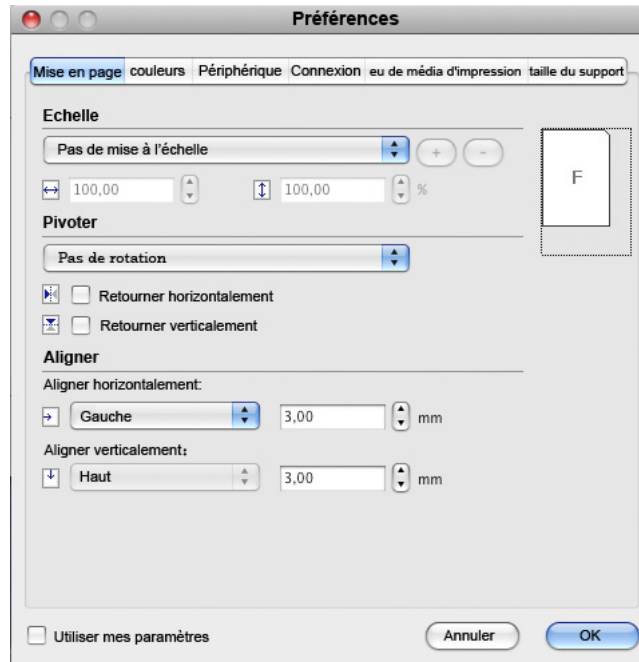 Préférences
Mise en page couleurs Périphérique Connexion eu de média d'impression taille du support
Echelle
Pas de mise à l'échelle + -
100,00 100,00 %
F
Pivoter
Pas de rotation
Retourner horizontalement
Retourner verticalement
Aligner
Aligner horizontalement:
Gauche 3,00 mm
Aligner verticalement:
Haut 3,00 mm
Utiliser mes paramètres Annuler OK